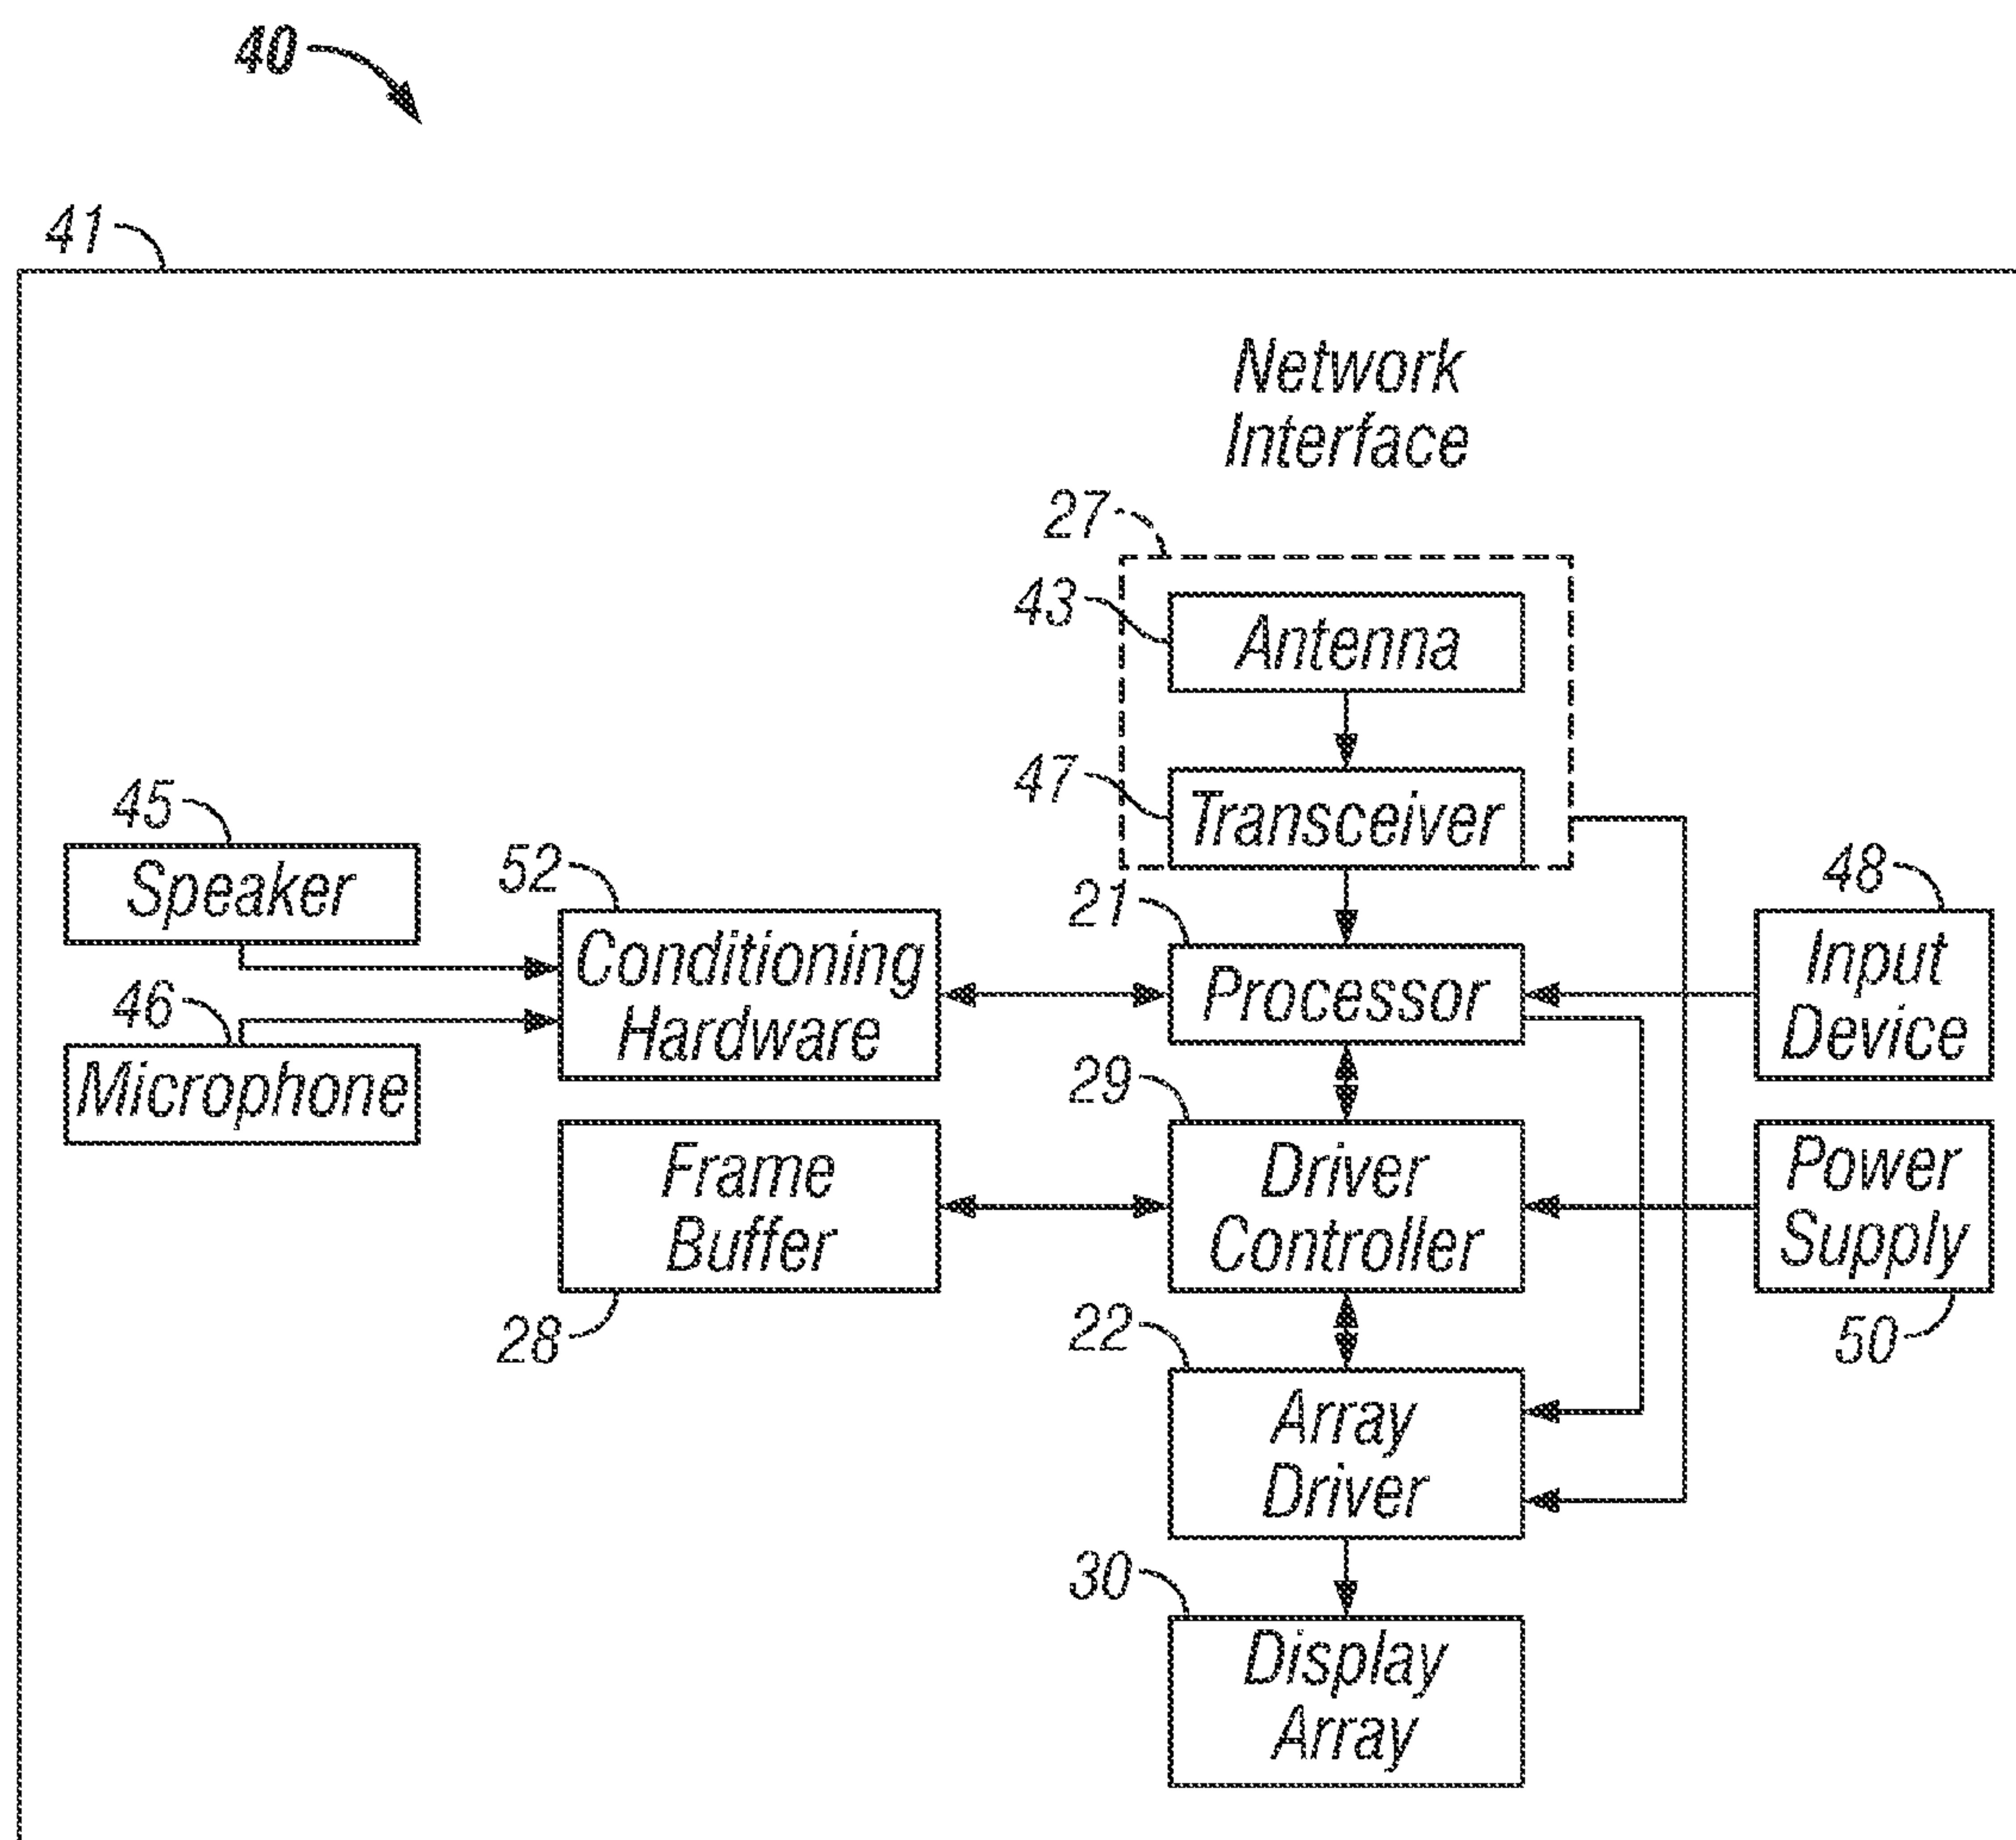 40
41
Network
Interface
27
43
Antenna
47
Transceiver
45
Speaker
52
Conditioning
Hardware
21
Processor
48
Input
Device
46
Microphone
29
Driver
Controller
Frame
Buffer
28
Power
Supply
50
22
Array
Driver
30
Display
Array